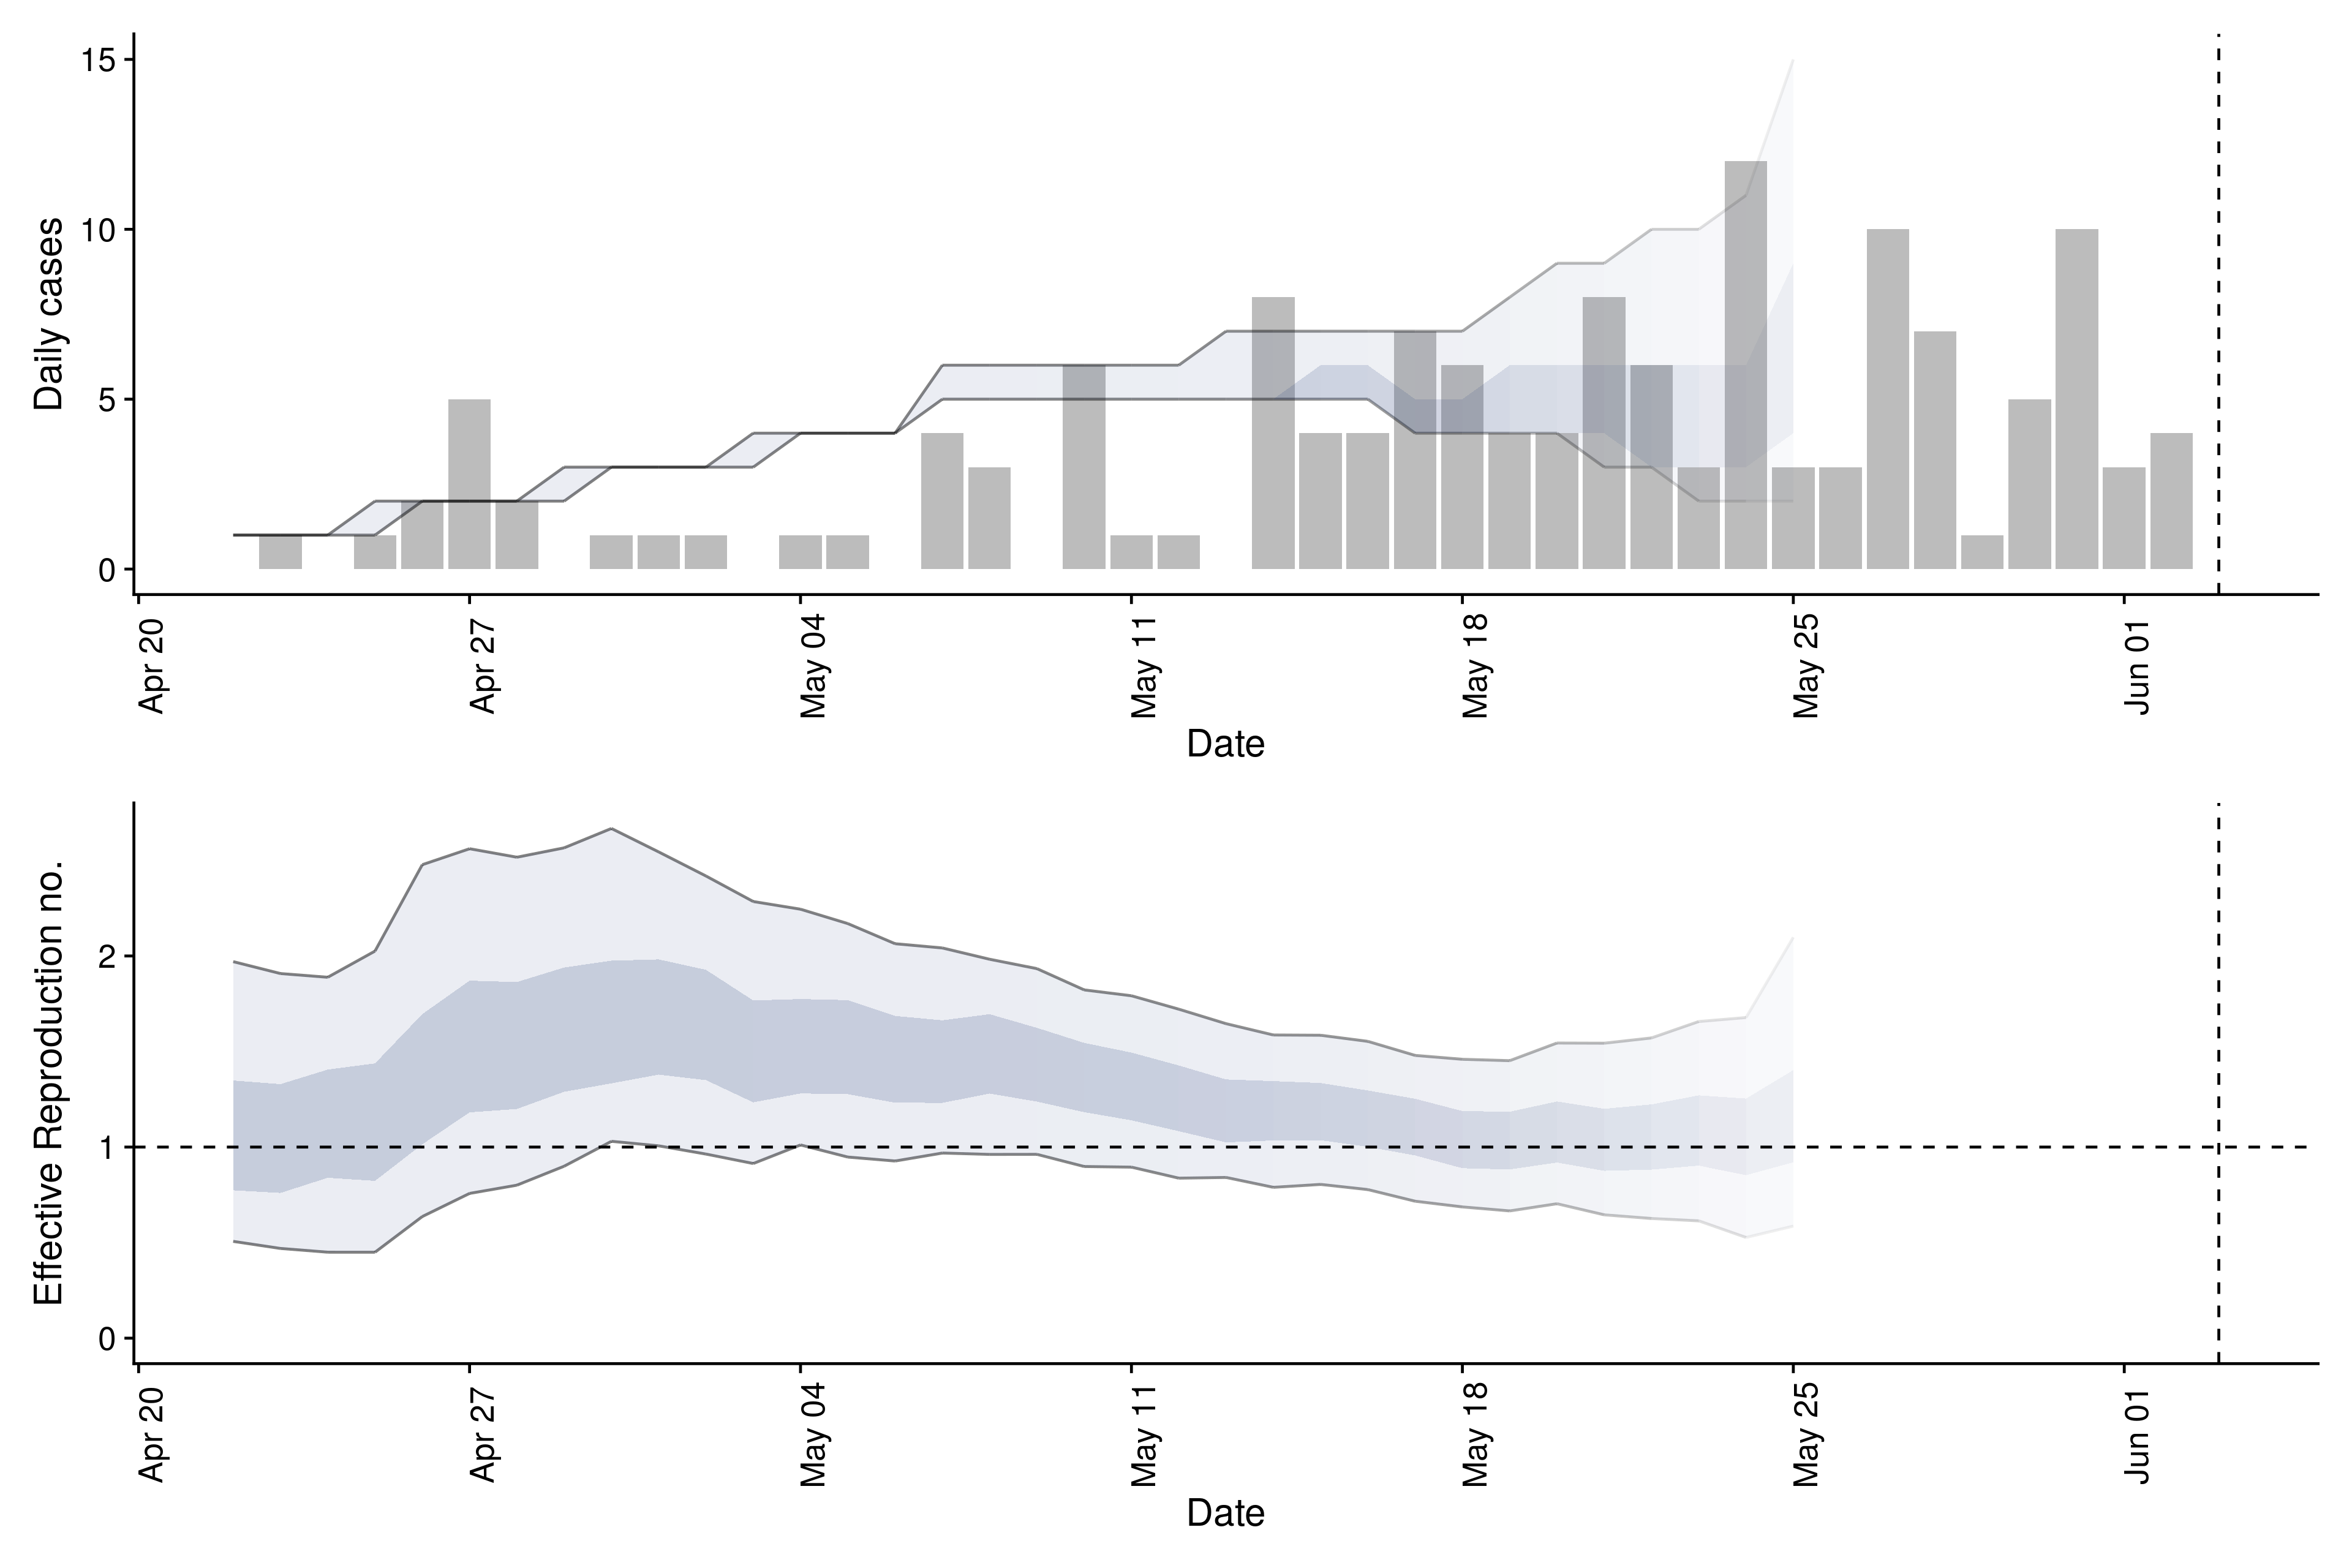 Daily cases
15
10
5
0
Apr 20
Apr 27
May 04
May 11
May 18
May 25
Jun 01
Date
Effective Reproduction no.
2
1
0
Apr 20
Apr 27
May 04
May 11
May 18
May 25
Jun 01
Date